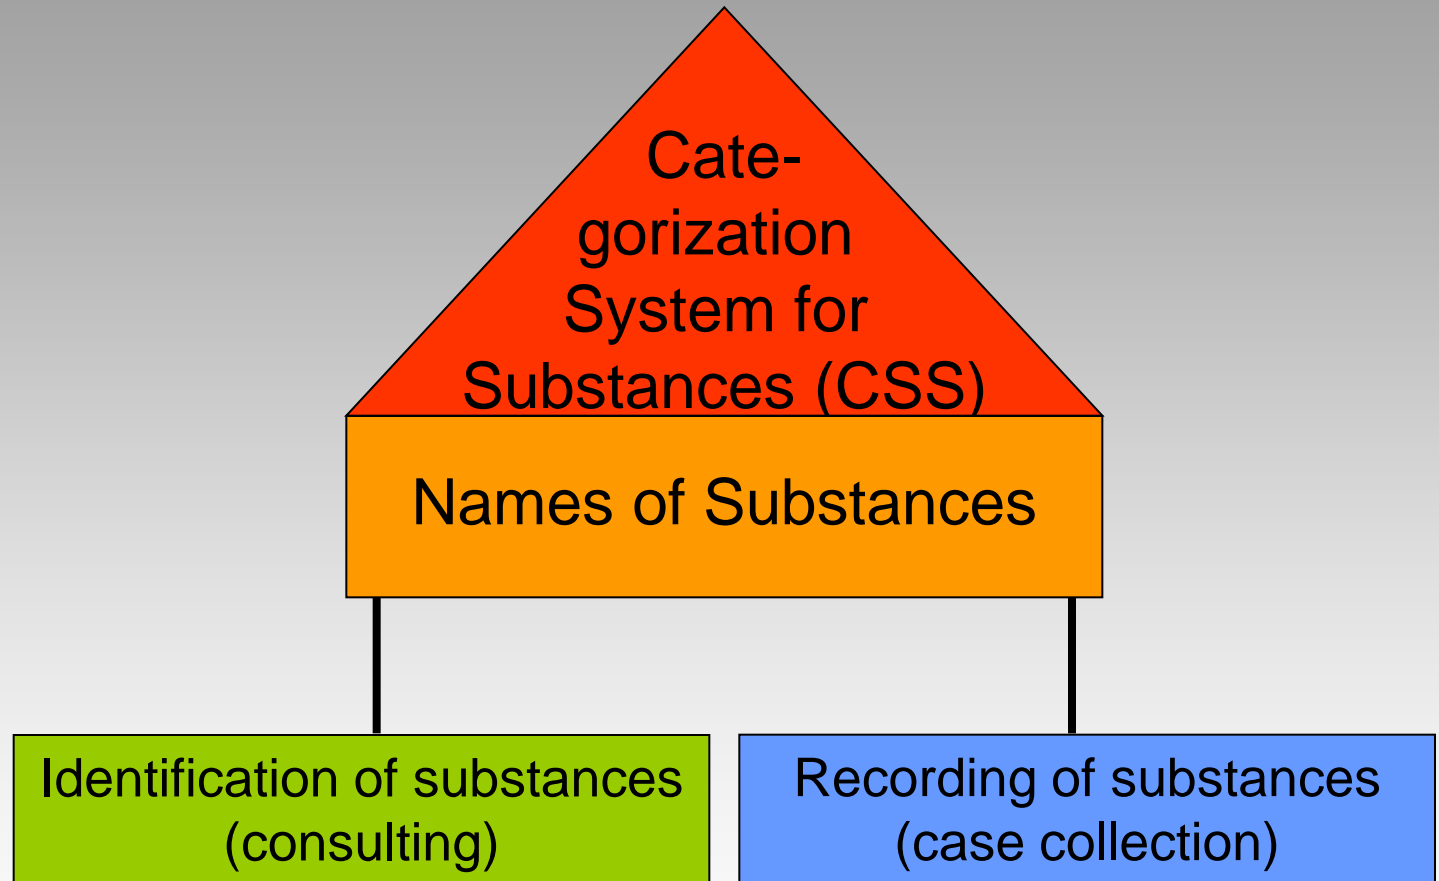 Cate-
gorization
System for
Substances (CSS)
Names of Substances
Identification of substances
(consulting)
Recording of substances
(case collection)